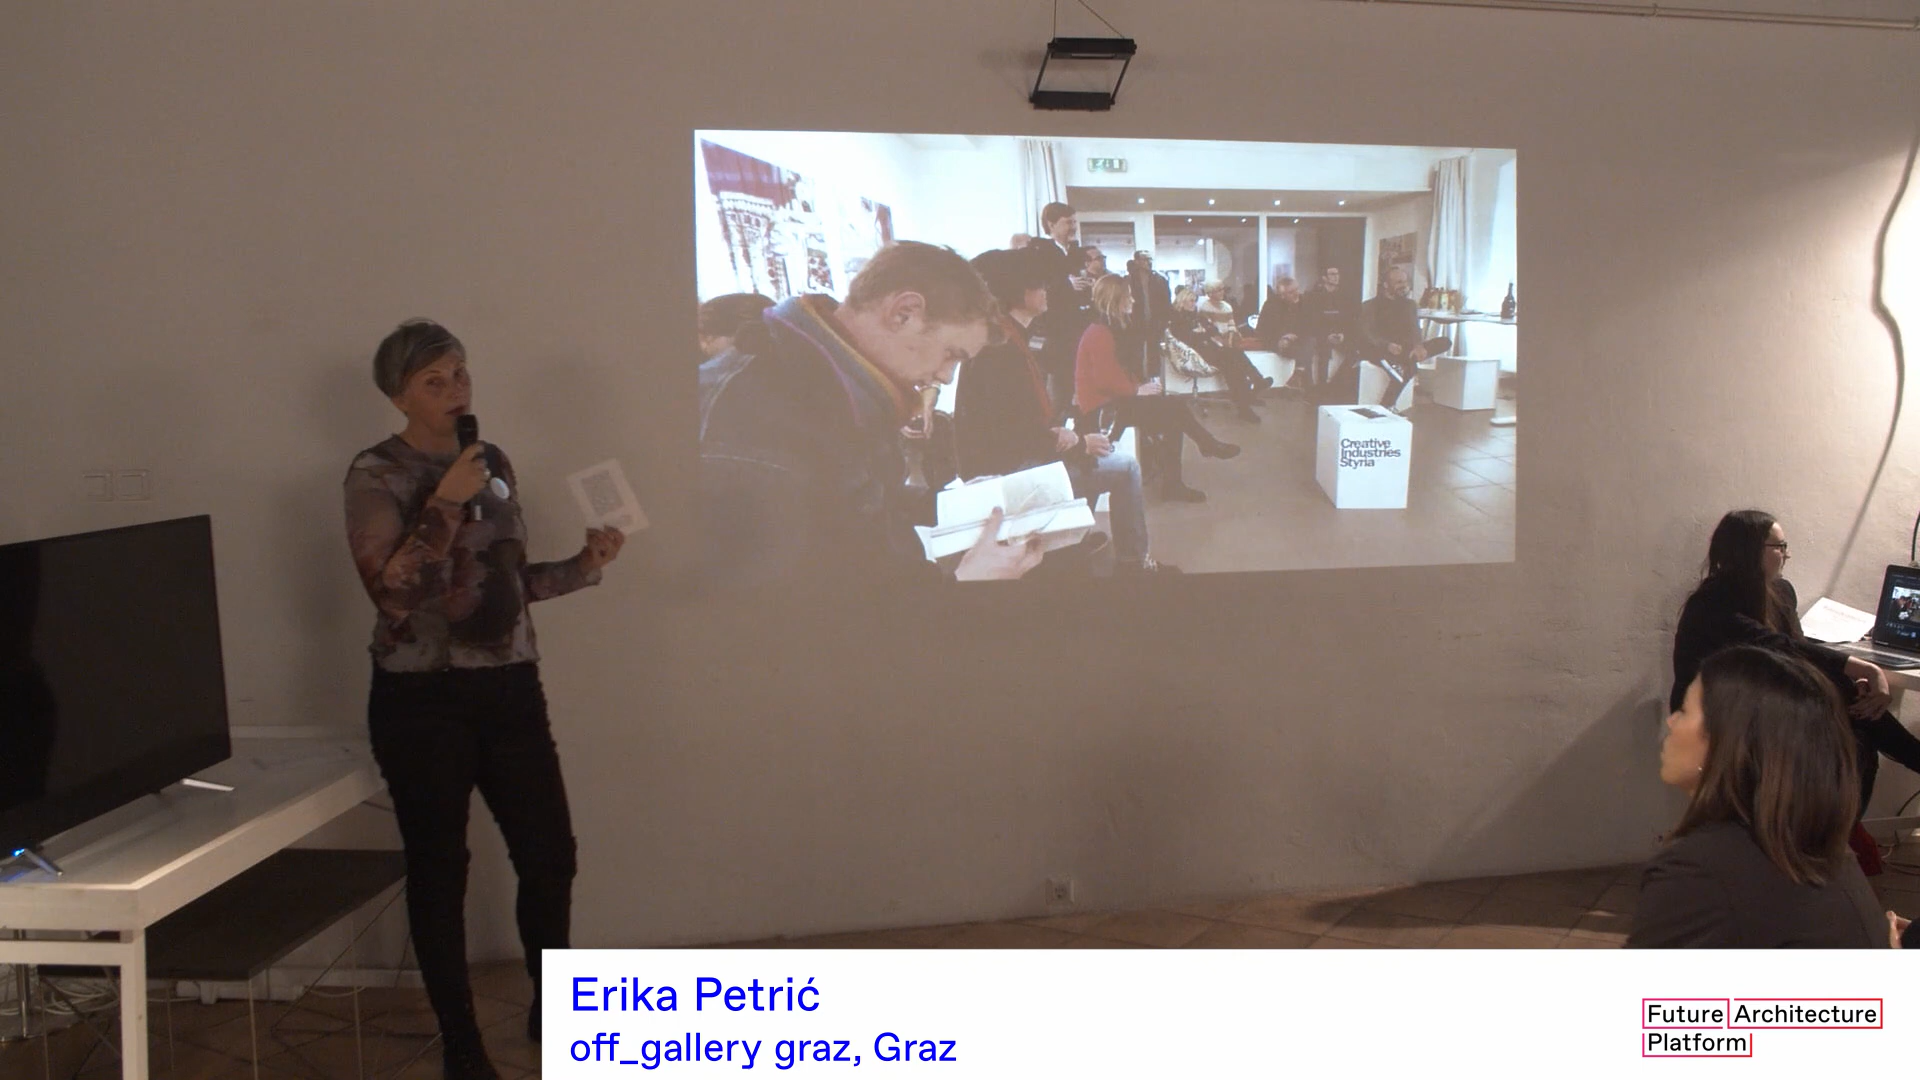 Creative
Industries
Styria
Erika Petrić
off_gallery graz, Graz
Future Architecture
Platform